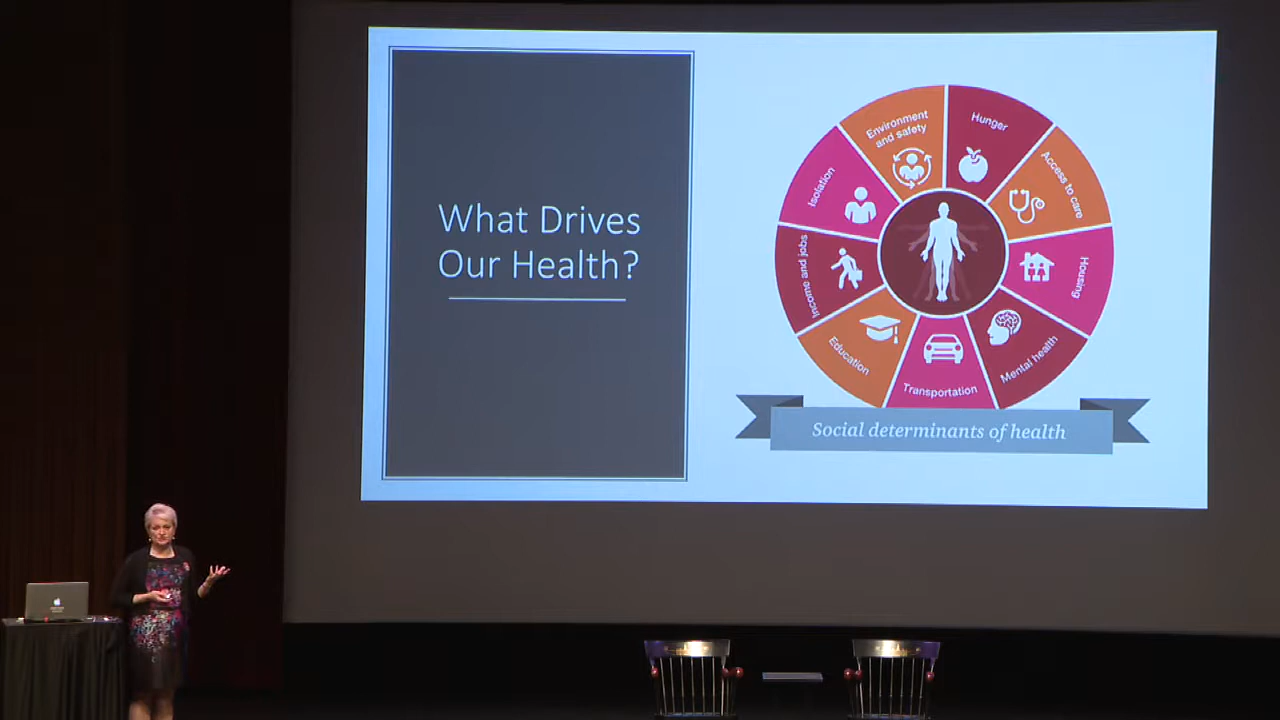 What Drives
Our Health?
Environment
and safety
Hunger
Access to care
Housing
Mental health
Transportation
Education
Income and jobs
Isolation
Social determinants of health